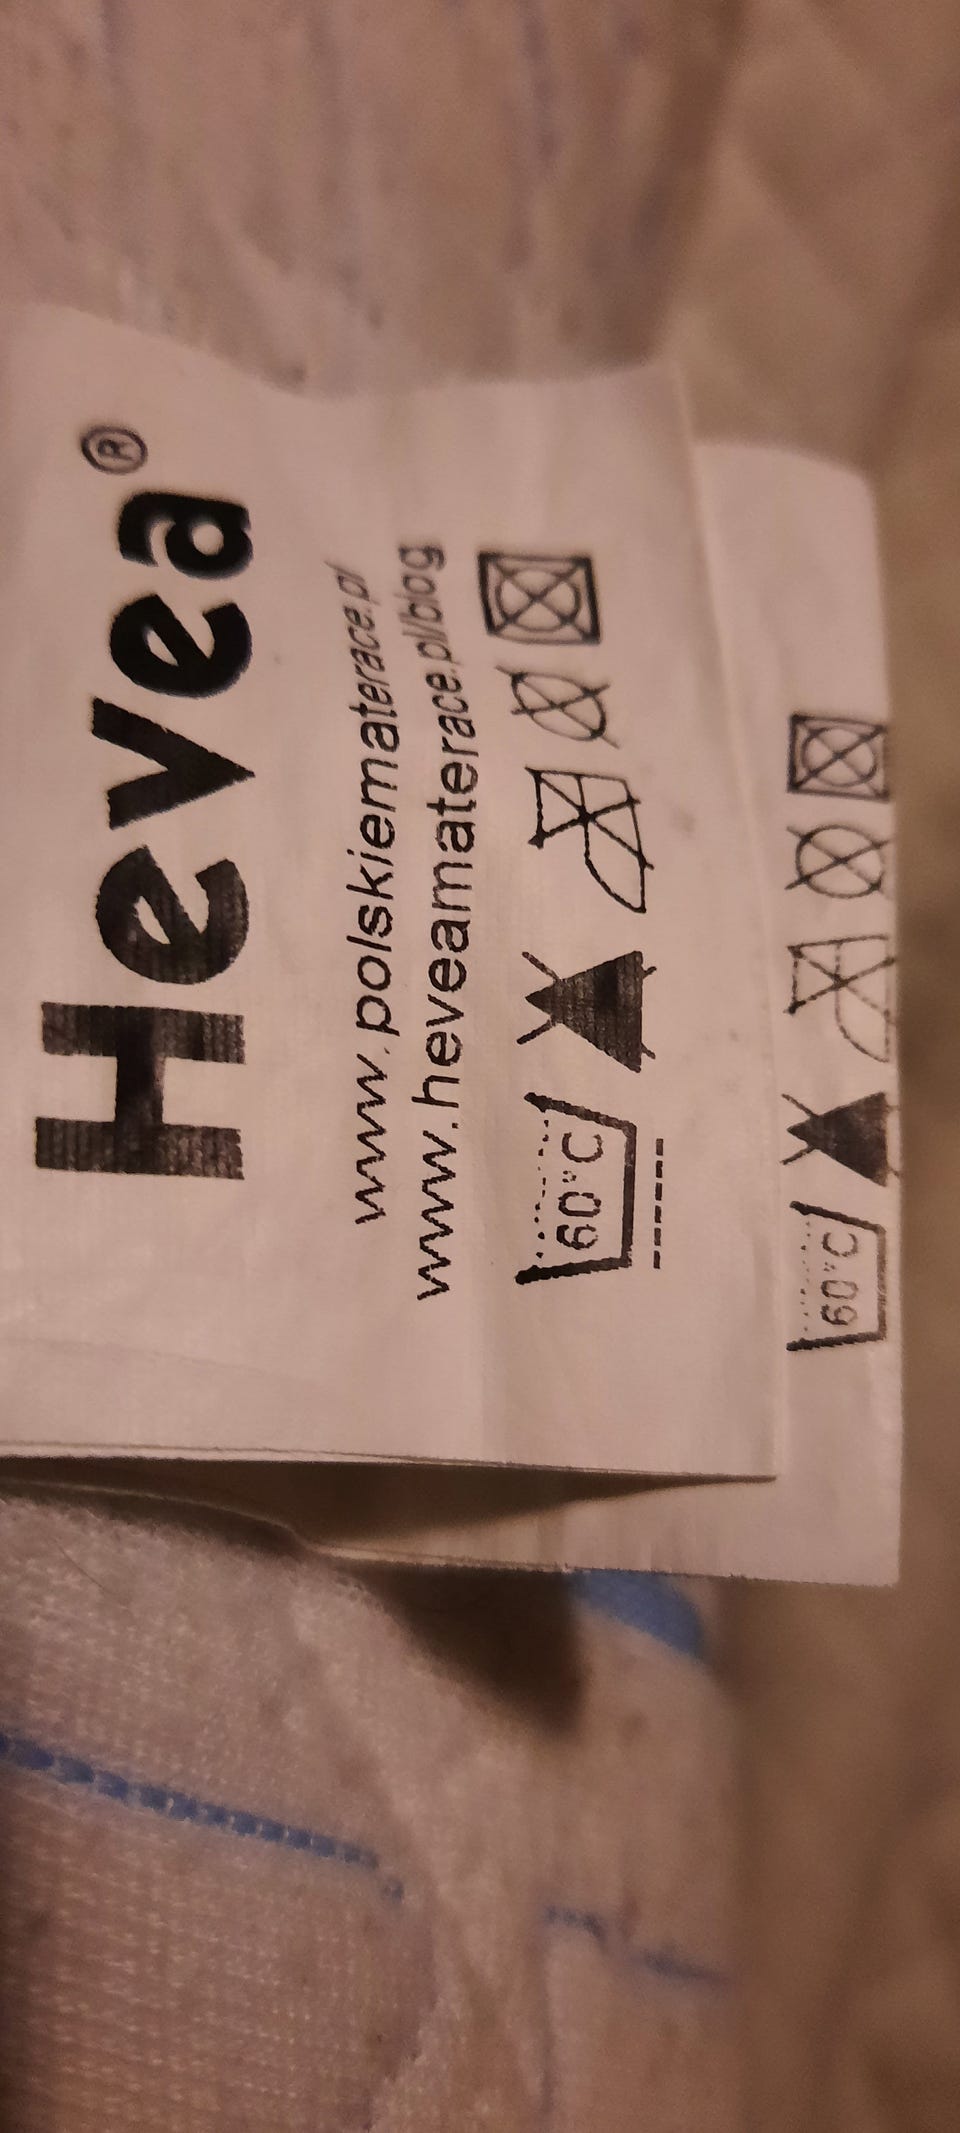 Hevea®
www.polskiematerace.pl/
www.heveamaterace.pl/blog
60°C
60°C